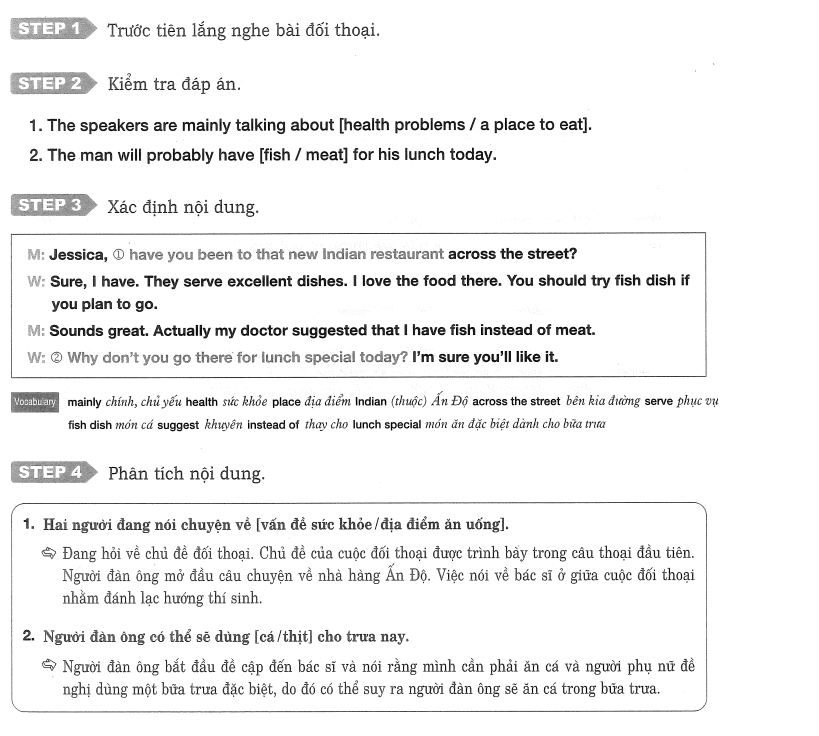 STEP 1 Trước tiên lắng nghe bài đối thoại.
STEP 2 Kiểm tra đáp án.
1. The speakers are mainly talking about [health problems / a place to eat].
2. The man will probably have [fish / meat] for his lunch today.
STEP 3 Xác định nội dung.
M: Jessica, ① have you been to that new Indian restaurant across the street?
W: Sure, I have. They serve excellent dishes. I love the food there. You should try fish dish if
you plan to go.
M: Sounds great. Actually my doctor suggested that I have fish instead of meat.
W: ② Why don't you go there for lunch special today? I'm sure you'll like it.
Vocabulary mainly chính, chủ yếu health sức khỏe place địa điểm Indian (thuộc) Ấn Độ across the street bên kia đường serve phục vụ
fish dish món cá suggest khuyên instead of thay cho lunch special món ăn đặc biệt dành cho bữa trưa
STEP 4 Phân tích nội dung.
1. Hai người đang nói chuyện về [vấn đề sức khỏe/địa điểm ăn uống].
➪ Đang hỏi về chủ đề đối thoại. Chủ đề của cuộc đối thoại được trình bày trong câu thoại đầu tiên.
Người đàn ông mở đầu câu chuyện về nhà hàng Ấn Độ. Việc nói về bác sĩ ở giữa cuộc đối thoại
nhằm đánh lạc hướng thí sinh.
2. Người đàn ông có thể sẽ dùng [cá/thịt] cho trưa nay.
➪ Người đàn ông bắt đầu đề cập đến bác sĩ và nói rằng mình cần phải ăn cá và người phụ nữ đề
nghị dùng một bữa trưa đặc biệt, do đó có thể suy ra người đàn ông sẽ ăn cá trong bữa trưa.